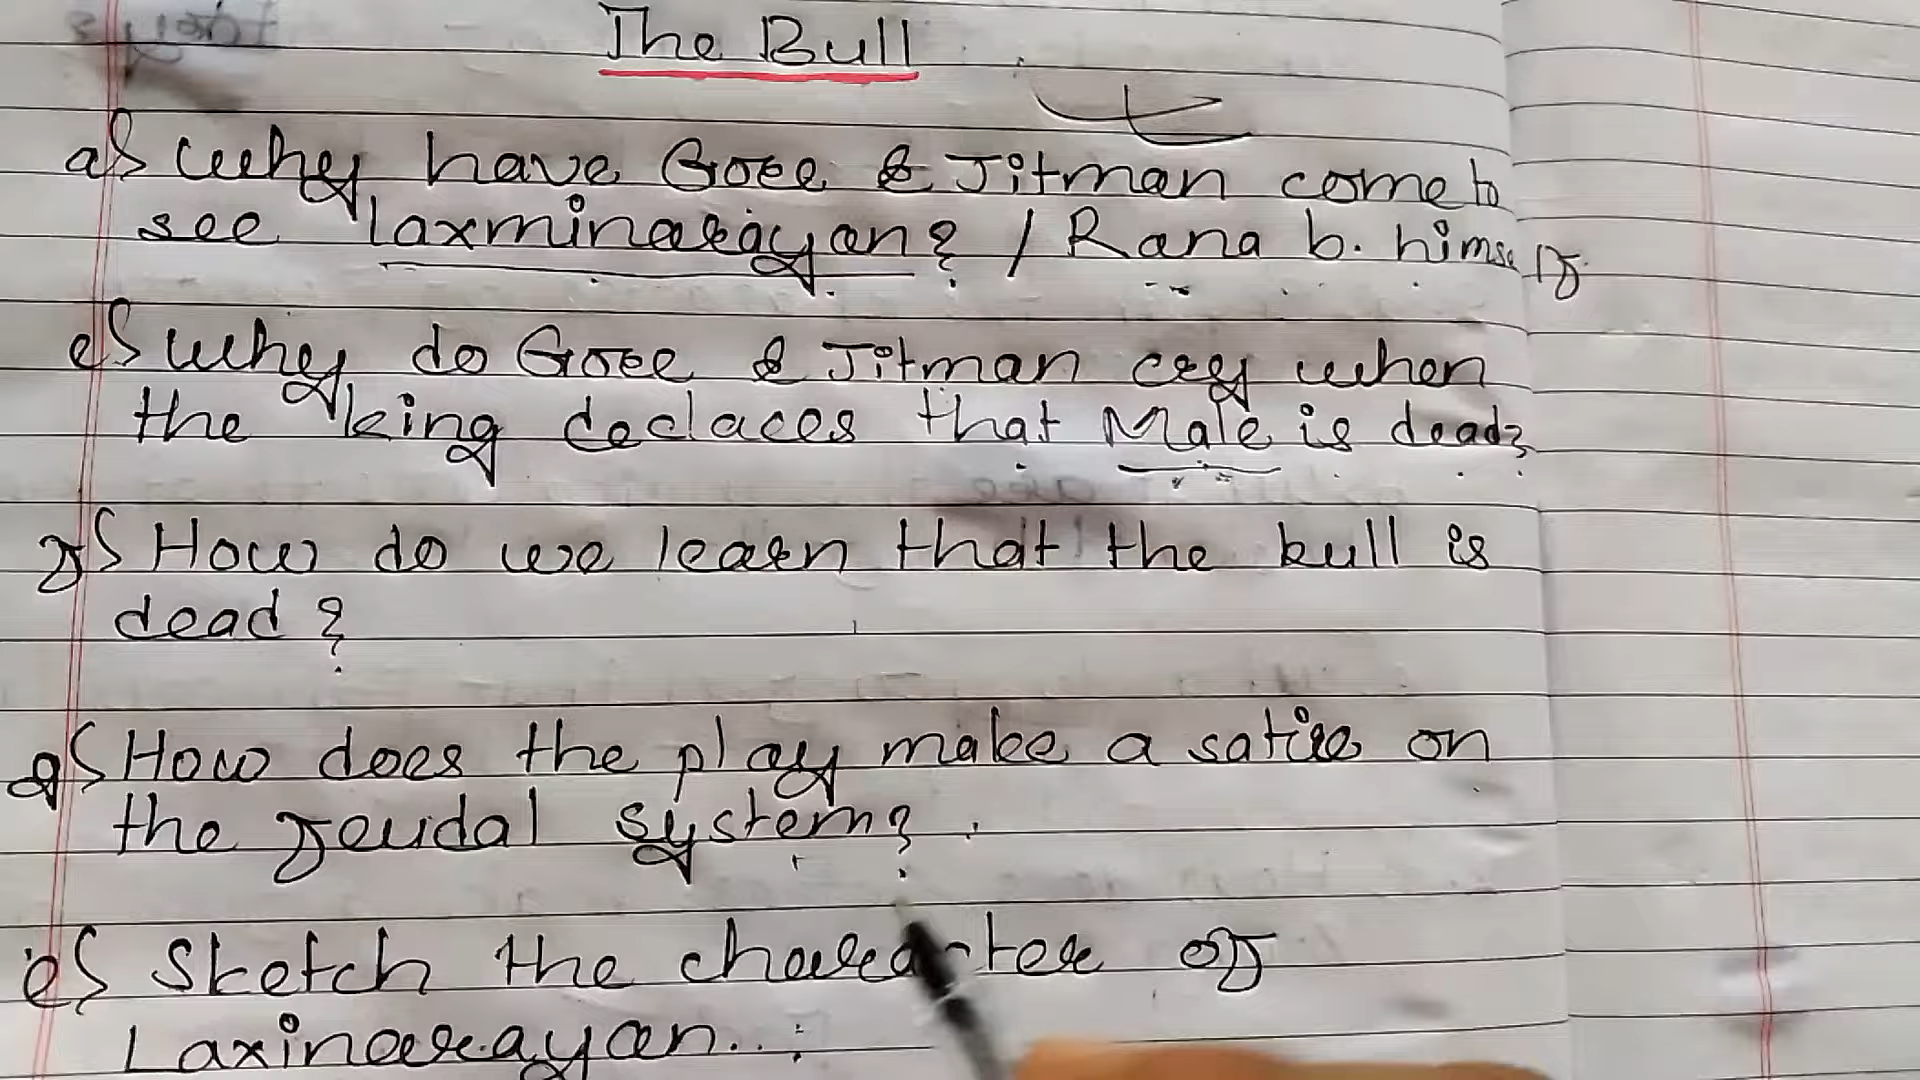 The Bull
a) Why have Gore & Jitman come to
see laxminarayan? / Rana b. himself
e) Why do Gore & Jitman cry when
the king declares that Male is dead?
f) How do we learn that the bull is
dead?
g) How does the play make a satire on
the feudal system?
i) Sketch the character of
Laxinarayan.